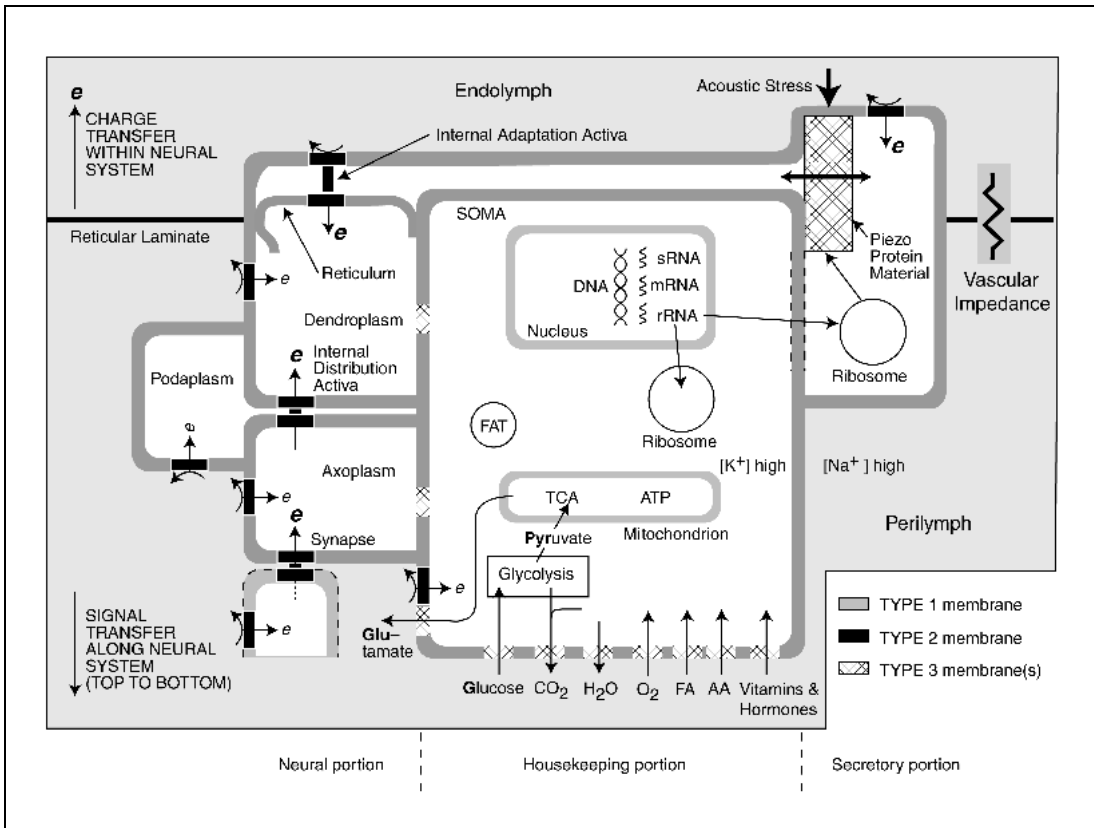 Endolymph
Acoustic Stress
e
CHARGE
TRANSFER
WITHIN NEURAL
SYSTEM
Internal Adaptation Activa
e
e
SOMA
Reticular Laminate
Reticulum
e
DNA
sRNA
mRNA
rRNA
Nucleus
Piezo
Protein
Material
Vascular
Impedance
Dendroplasm
Ribosome
Ribosome
e
Internal
Distribution
Activa
Podaplasm
e
FAT
Axoplasm
e
[K+] high
[Na+] high
TCA
ATP
Mitochondrion
Perilymph
e
Synapse
Pyruvate
Glycolysis
e
e
SIGNAL
TRANSFER
ALONG NEURAL
SYSTEM
(TOP TO BOTTOM)
Glu–
tamate
Glucose
CO2
H2O
O2
FA
AA
Vitamins &
Hormones
TYPE 1 membrane
TYPE 2 membrane
TYPE 3 membrane(s)
Neural portion
Housekeeping portion
Secretory portion